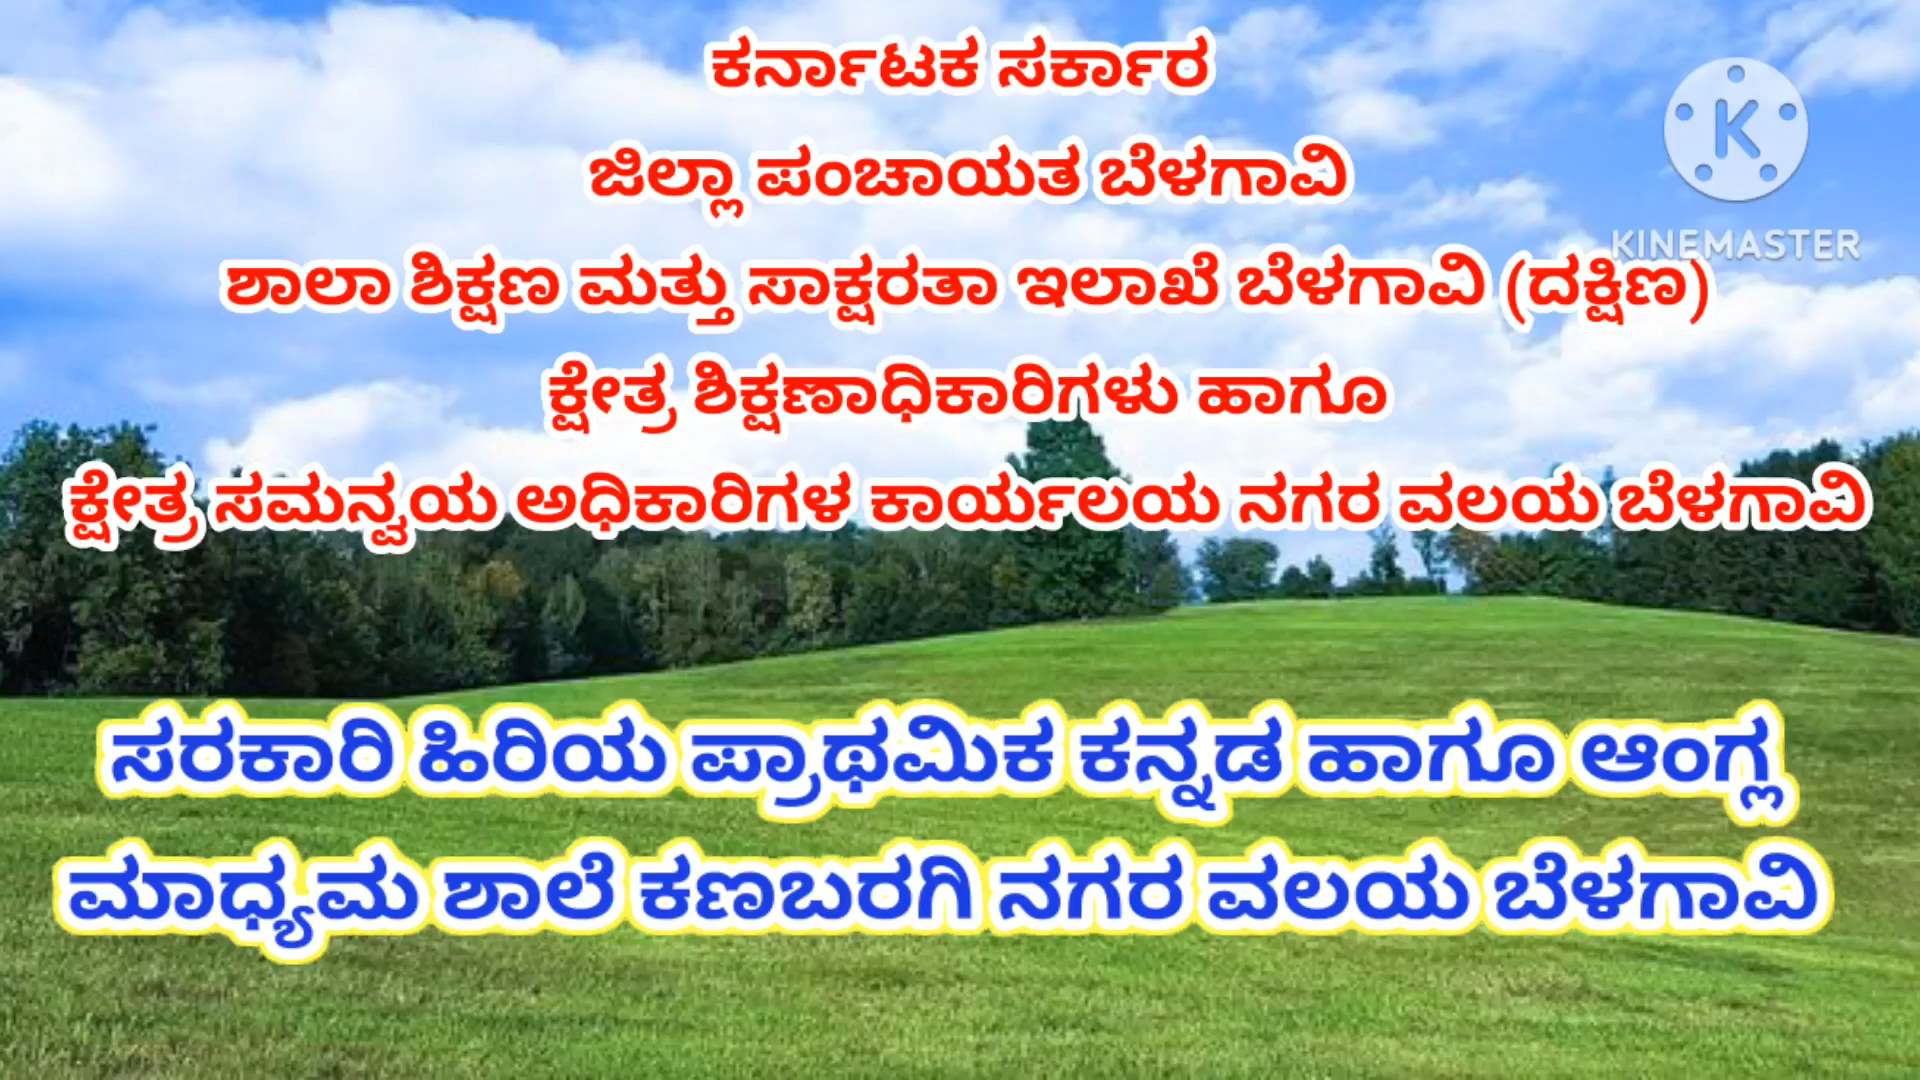 ಕರ್ನಾಟಕ ಸರ್ಕಾರ
ಜಿಲ್ಲಾ ಪಂಚಾಯತ ಬೆಳಗಾವಿ
K
KINEMASTER
ಶಾಲಾ ಶಿಕ್ಷಣ ಮತ್ತು ಸಾಕ್ಷರತಾ ಇಲಾಖೆ ಬೆಳಗಾವಿ (ದಕ್ಷಿಣ)
ಕ್ಷೇತ್ರ ಶಿಕ್ಷಣಾಧಿಕಾರಿಗಳು ಹಾಗೂ
ಕ್ಷೇತ್ರ ಸಮನ್ವಯ ಅಧಿಕಾರಿಗಳ ಕಾರ್ಯಲಯ ನಗರ ವಲಯ ಬೆಳಗಾವಿ
ಸರಕಾರಿ ಹಿರಿಯ ಪ್ರಾಥಮಿಕ ಕನ್ನಡ ಹಾಗೂ ಆಂಗ್ಲ
ಮಾಧ್ಯಮ ಶಾಲೆ ಕಣಬರಗಿ ನಗರ ವಲಯ ಬೆಳಗಾವಿ